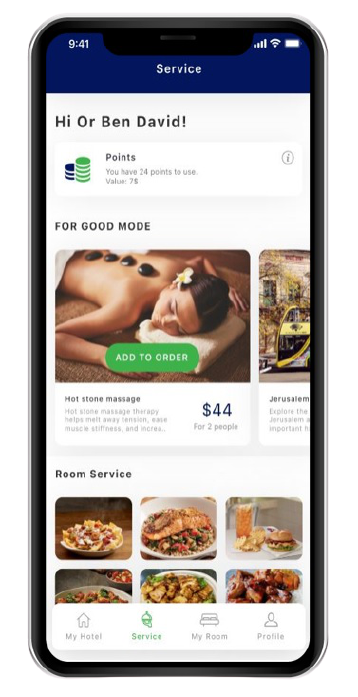 9:41
Service
Hi Or Ben David!
Points
You have 24 points to use.
Value: 7$
FOR GOOD MODE
ADD TO ORDER
Hot stone massage
Hot stone massage therapy
helps melt away tension, ease
muscle stiffness, and increa..
$44
For 2 people
Jerusalem
Explore the
Jerusalem a
important h
Room Service
My Hotel
Service
My Room
Profile